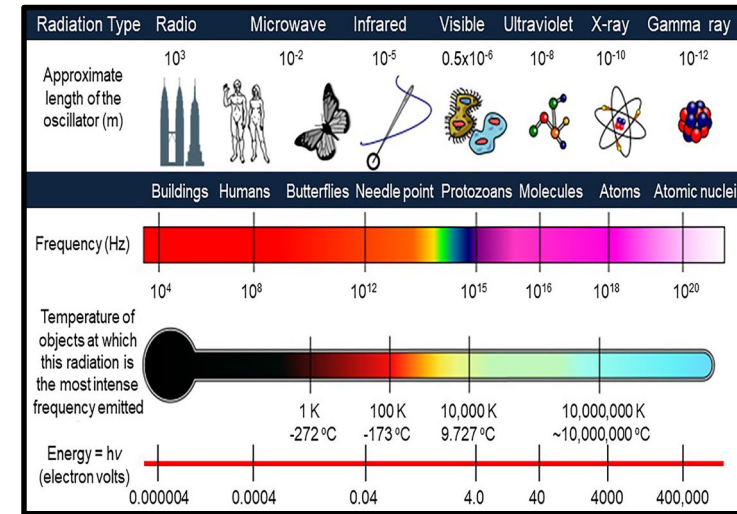 Radiation Type Radio Microwave Infrared Visible Ultraviolet X-ray Gamma ray
Approximate
length of the
oscillator (m)
10³ 10⁻² 10⁻⁵ 0.5x10⁻⁶ 10⁻⁸ 10⁻¹⁰ 10⁻¹²
Buildings Humans Butterflies Needle point Protozoans Molecules Atoms Atomic nuclei
Frequency (Hz)
10⁴ 10⁸ 10¹² 10¹⁵ 10¹⁶ 10¹⁸ 10²⁰
Temperature of
objects at which
this radiation is
the most intense
frequency emitted
1 K 100 K 10,000 K 10,000,000 K
-272 ºC -173 ºC 9.727 ºC ~10,000,000 ºC
Energy = hν
(electron volts)
0.000004 0.0004 0.04 4.0 40 4000 400,000